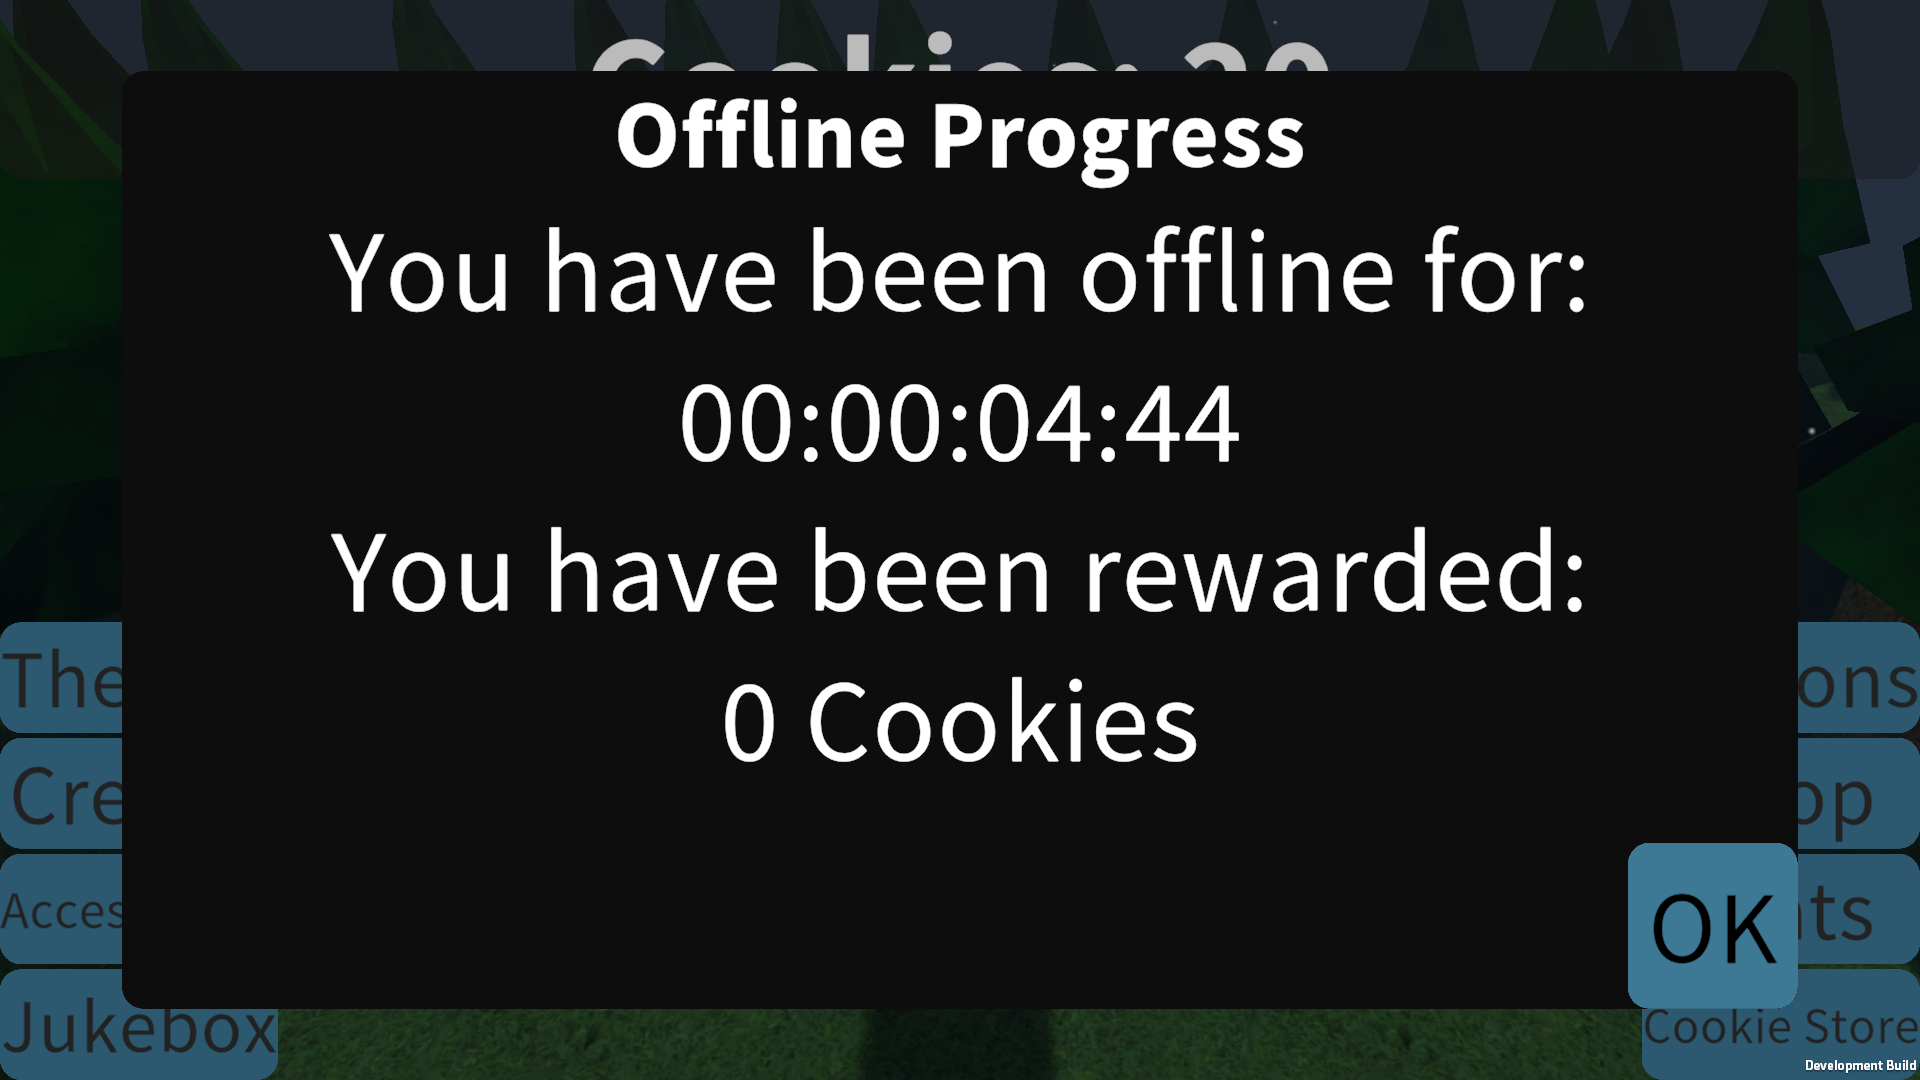 Offline Progress
You have been offline for:
00:00:04:44
You have been rewarded:
0 Cookies
OK
Jukebox
Cookie Store
Development Build